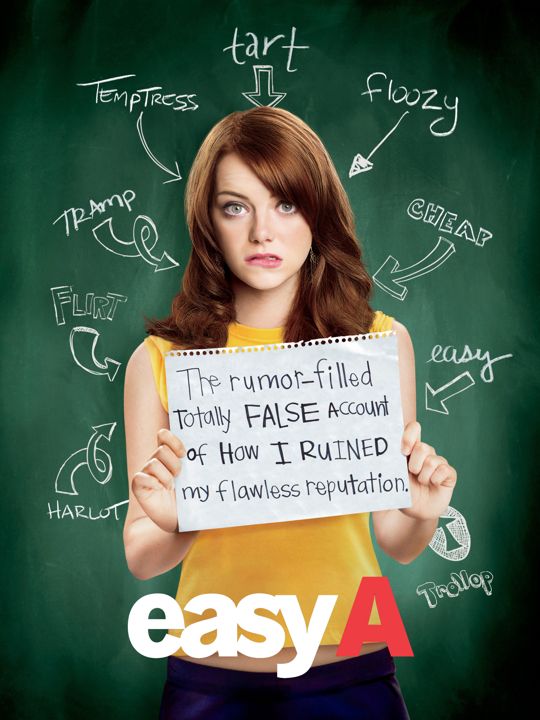 tart
TEMPTRESS
floozy
TRAMP
CHEAP
FLIRT
easy
The rumor-filled
Totally FALSE Account
of How I RUINED
my flawless reputation.
HARLOT
Trollop
easy A